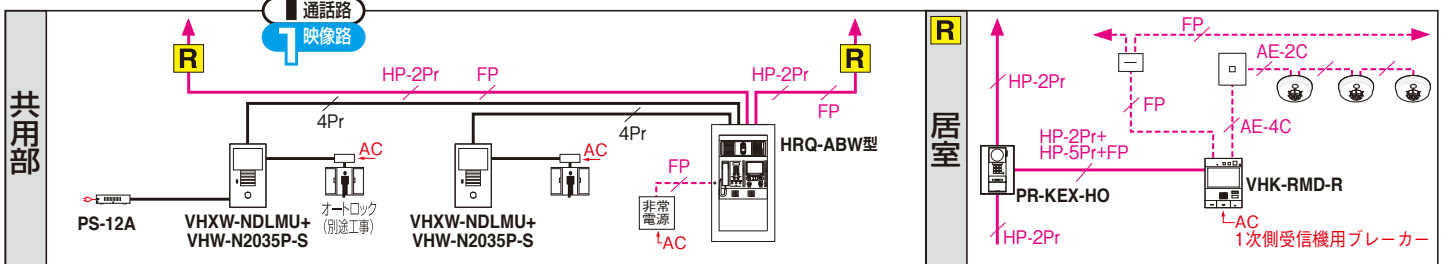 1 通話路
1 映像路
共用部
R
HP-2Pr
FP
4Pr
PS-12A
VHXW-NDLMU+
VHW-N2035P-S
AC
オートロック
(別途工事)
4Pr
VHXW-NDLMU+
VHW-N2035P-S
AC
HP-2Pr
FP
R
HRQ-ABW型
FP
非常
電源
AC
居室
R
HP-2Pr
FP
FP
AE-2C
AE-4C
HP-2Pr+
HP-5Pr+FP
PR-KEX-HO
HP-2Pr
VHK-RMD-R
AC
1次側受信機用ブレーカー